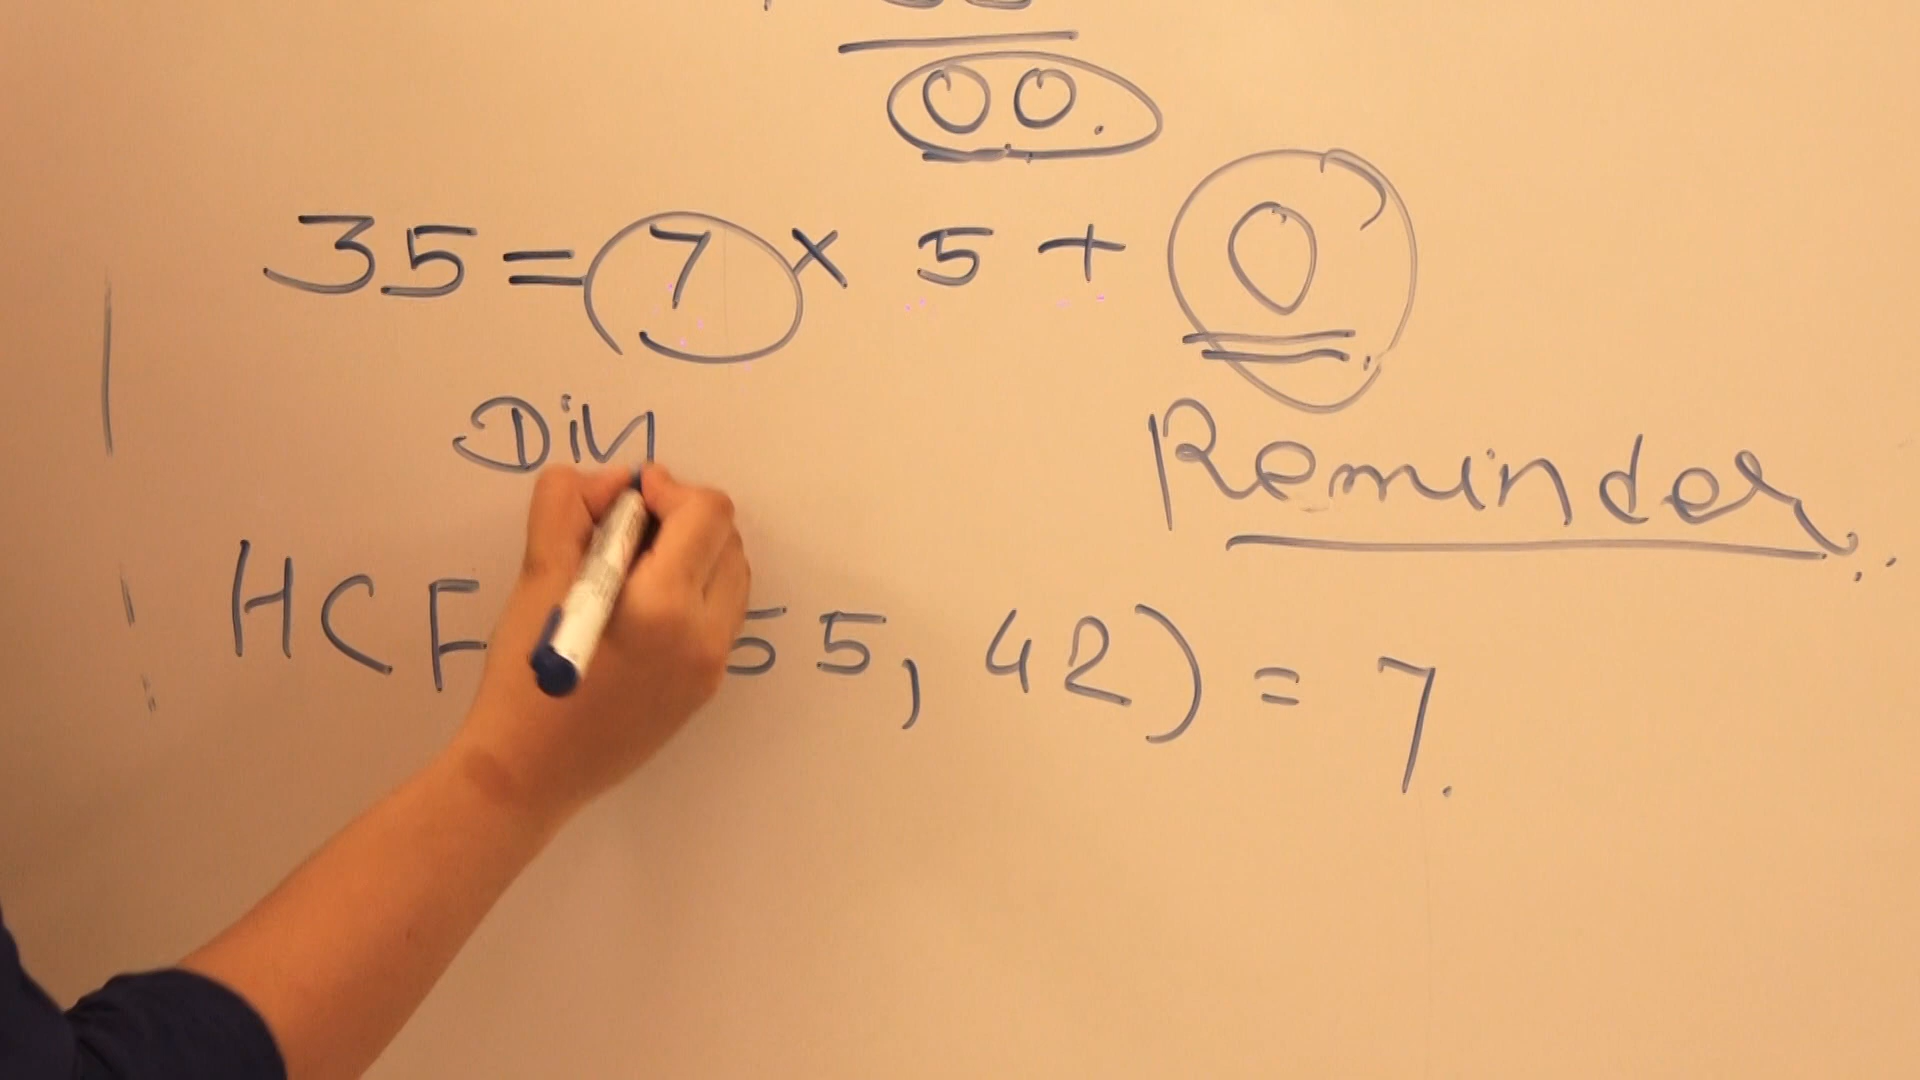 00.
35 = 7 × 5 + 0
Div Reminder
HCF 55, 42) = 7.